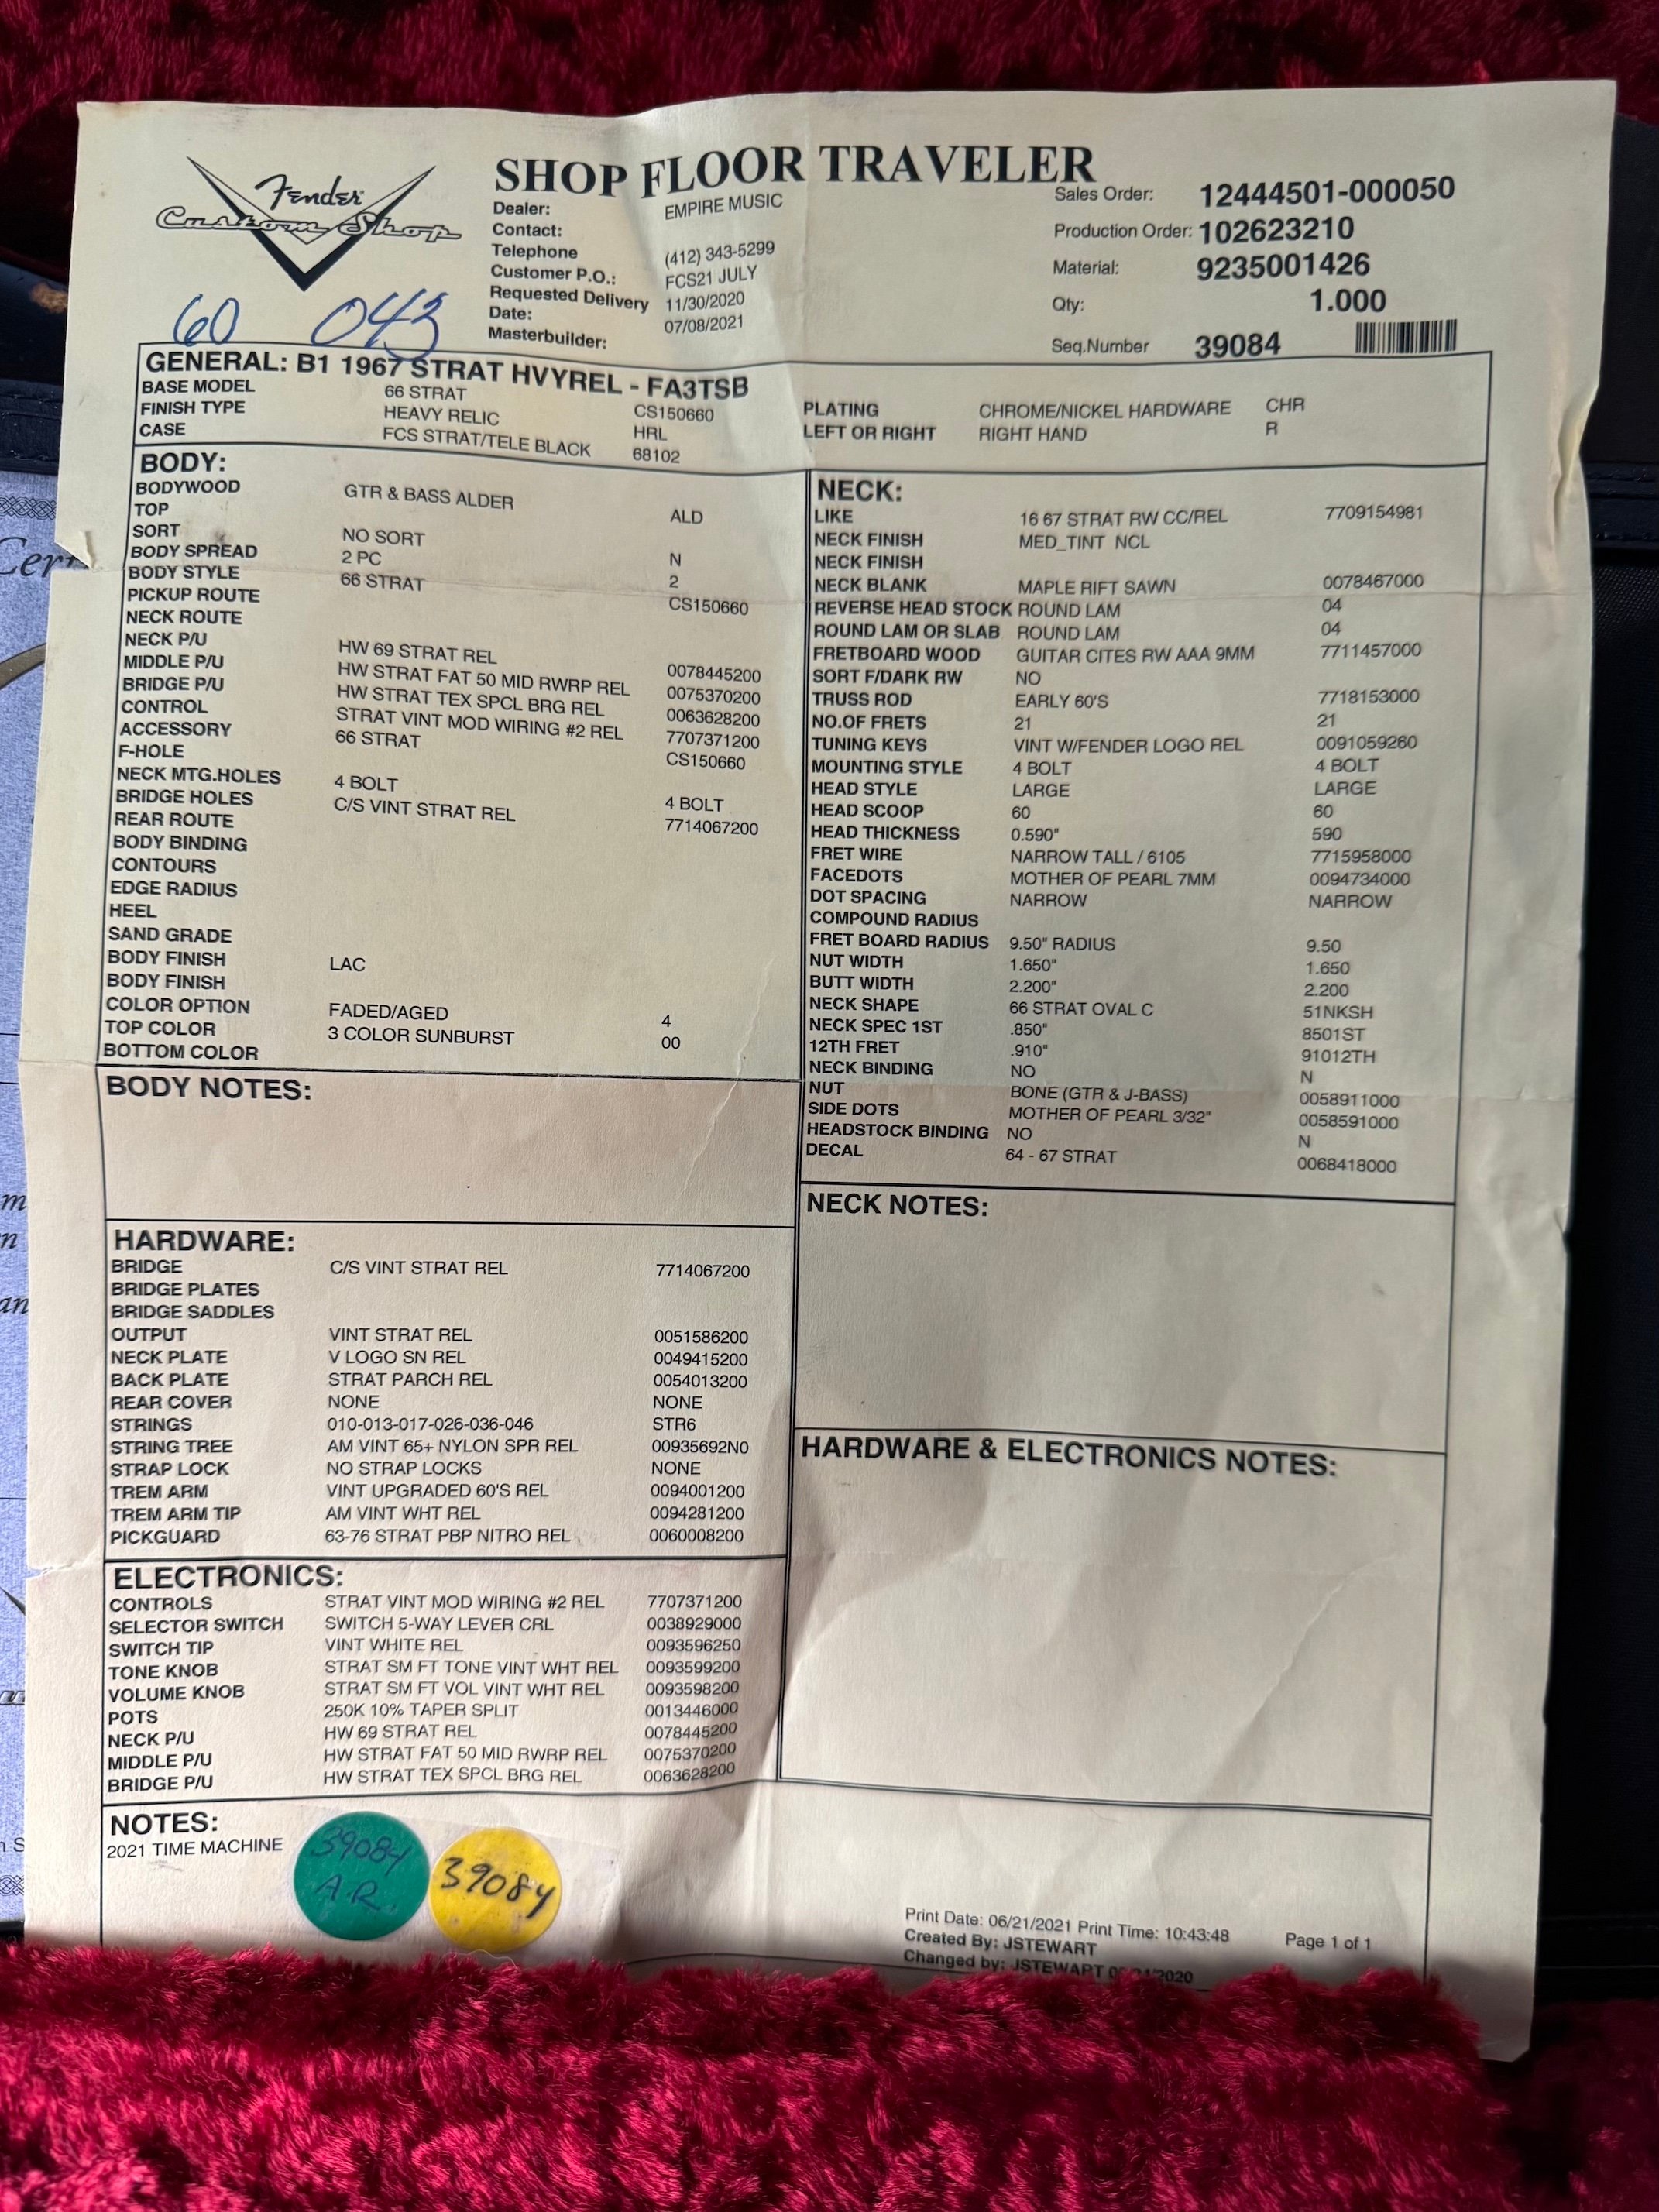 Fender
Custom Shop
SHOP FLOOR TRAVELER
Dealer: EMPIRE MUSIC
Contact:
Telephone (412) 343-5299
Customer P.O.: FCS21 JULY
Requested Delivery 11/30/2020
Date: 07/08/2021
Masterbuilder:
Sales Order: 12444501-000050
Production Order: 102623210
Material: 9235001426
Qty: 1.000
Seq.Number 39084
60 043
GENERAL: B1 1967 STRAT HVYREL - FA3TSB
BASE MODEL 66 STRAT CS150660
FINISH TYPE HEAVY RELIC HRL
CASE FCS STRAT/TELE BLACK 68102
PLATING CHROME/NICKEL HARDWARE CHR
LEFT OR RIGHT RIGHT HAND R
BODY:
BODYWOOD GTR & BASS ALDER ALD
TOP
SORT NO SORT N
BODY SPREAD 2 PC 2
BODY STYLE 66 STRAT CS150660
PICKUP ROUTE
NECK ROUTE
NECK P/U HW 69 STRAT REL 0078445200
MIDDLE P/U HW STRAT FAT 50 MID RWRP REL 0075370200
BRIDGE P/U HW STRAT TEX SPCL BRG REL 0063628200
CONTROL STRAT VINT MOD WIRING #2 REL 7707371200
ACCESSORY 66 STRAT CS150660
F-HOLE
NECK MTG.HOLES 4 BOLT 4 BOLT
BRIDGE HOLES C/S VINT STRAT REL 7714067200
REAR ROUTE
BODY BINDING
CONTOURS
EDGE RADIUS
HEEL
SAND GRADE
BODY FINISH LAC
BODY FINISH
COLOR OPTION FADED/AGED 4
TOP COLOR 3 COLOR SUNBURST 00
BOTTOM COLOR
BODY NOTES:
NECK:
LIKE 16 67 STRAT RW CC/REL 7709154981
NECK FINISH MED_TINT NCL
NECK FINISH
NECK BLANK MAPLE RIFT SAWN 0078467000
REVERSE HEAD STOCK ROUND LAM 04
ROUND LAM OR SLAB ROUND LAM 04
FRETBOARD WOOD GUITAR CITES RW AAA 9MM 7711457000
SORT F/DARK RW NO
TRUSS ROD EARLY 60'S 7718153000
NO.OF FRETS 21 21
TUNING KEYS VINT W/FENDER LOGO REL 0091059260
MOUNTING STYLE 4 BOLT 4 BOLT
HEAD STYLE LARGE LARGE
HEAD SCOOP 60 60
HEAD THICKNESS 0.590" 590
FRET WIRE NARROW TALL / 6105 7715958000
FACEDOTS MOTHER OF PEARL 7MM 0094734000
DOT SPACING NARROW NARROW
COMPOUND RADIUS
FRET BOARD RADIUS 9.50" RADIUS 9.50
NUT WIDTH 1.650" 1.650
BUTT WIDTH 2.200" 2.200
NECK SHAPE 66 STRAT OVAL C 51NKSH
NECK SPEC 1ST .850" 8501ST
12TH FRET .910" 91012TH
NECK BINDING NO N
NUT BONE (GTR & J-BASS) 0058911000
SIDE DOTS MOTHER OF PEARL 3/32" 0058591000
HEADSTOCK BINDING NO N
DECAL 64 - 67 STRAT 0068418000
NECK NOTES:
HARDWARE:
BRIDGE C/S VINT STRAT REL 7714067200
BRIDGE PLATES
BRIDGE SADDLES
OUTPUT VINT STRAT REL 0051586200
NECK PLATE V LOGO SN REL 0049415200
BACK PLATE STRAT PARCH REL 0054013200
REAR COVER NONE NONE
STRINGS 010-013-017-026-036-046 STR6
STRING TREE AM VINT 65+ NYLON SPR REL 00935692N0
STRAP LOCK NO STRAP LOCKS NONE
TREM ARM VINT UPGRADED 60'S REL 0094001200
TREM ARM TIP AM VINT WHT REL 0094281200
PICKGUARD 63-76 STRAT PBP NITRO REL 0060008200
HARDWARE & ELECTRONICS NOTES:
ELECTRONICS:
CONTROLS STRAT VINT MOD WIRING #2 REL 7707371200
SELECTOR SWITCH SWITCH 5-WAY LEVER CRL 0038929000
SWITCH TIP VINT WHITE REL 0093596250
TONE KNOB STRAT SM FT TONE VINT WHT REL 0093599200
VOLUME KNOB STRAT SM FT VOL VINT WHT REL 0093598200
POTS 250K 10% TAPER SPLIT 0013446000
NECK P/U HW 69 STRAT REL 0078445200
MIDDLE P/U HW STRAT FAT 50 MID RWRP REL 0075370200
BRIDGE P/U HW STRAT TEX SPCL BRG REL 0063628200
NOTES:
2021 TIME MACHINE
39084
A.R.
39084
Print Date: 06/21/2021 Print Time: 10:43:48 Page 1 of 1
Created By: JSTEWART
Changed by: JSTEWART